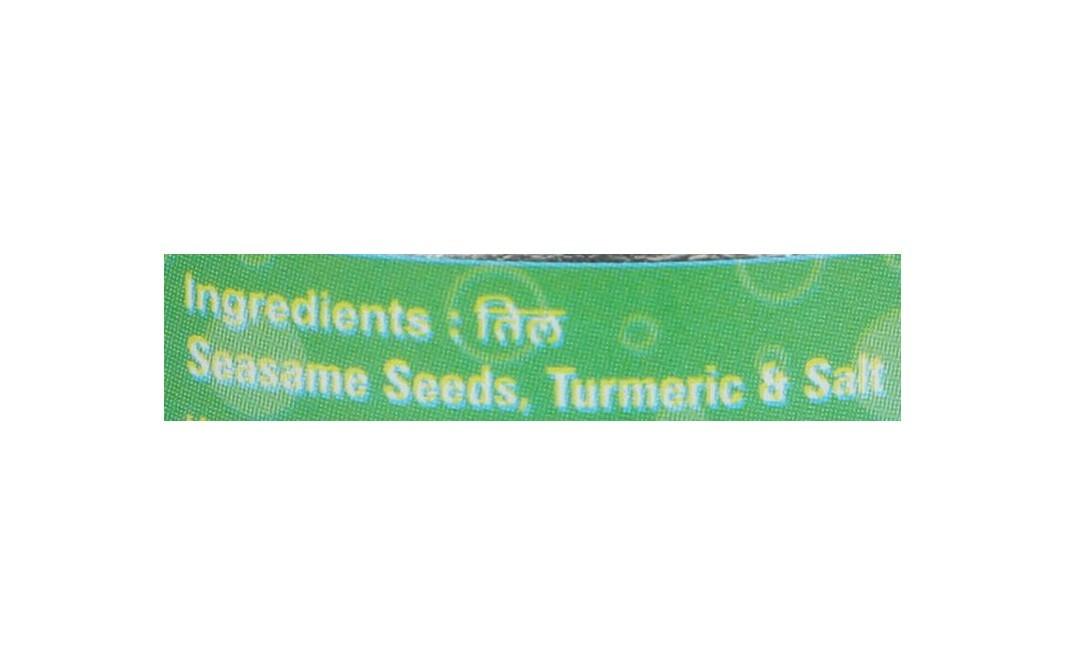 Ingredients : तिल
Seasame Seeds, Turmeric & Salt